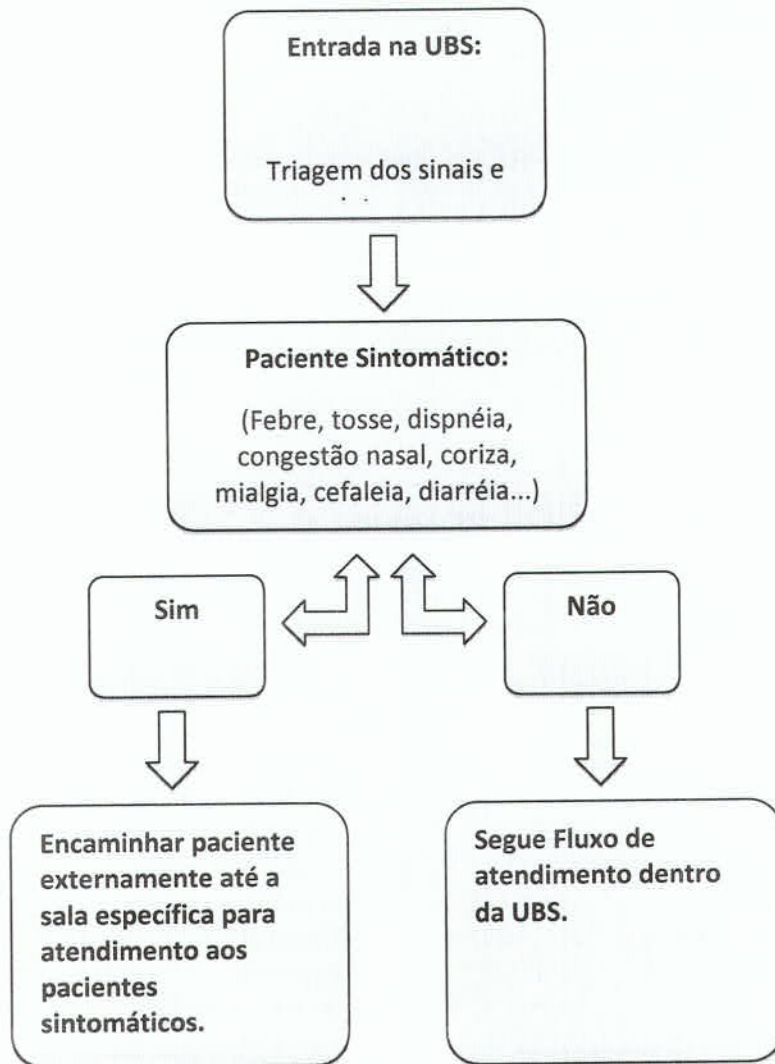 Entrada na UBS:
Triagem dos sinais e
Paciente Sintomático:
(Febre, tosse, dispnéia,
congestão nasal, coriza,
mialgia, cefaleia, diarréia...)
Sim
Não
Encaminhar paciente
externamente até a
sala específica para
atendimento aos
pacientes
sintomáticos.
Segue Fluxo de
atendimento dentro
da UBS.